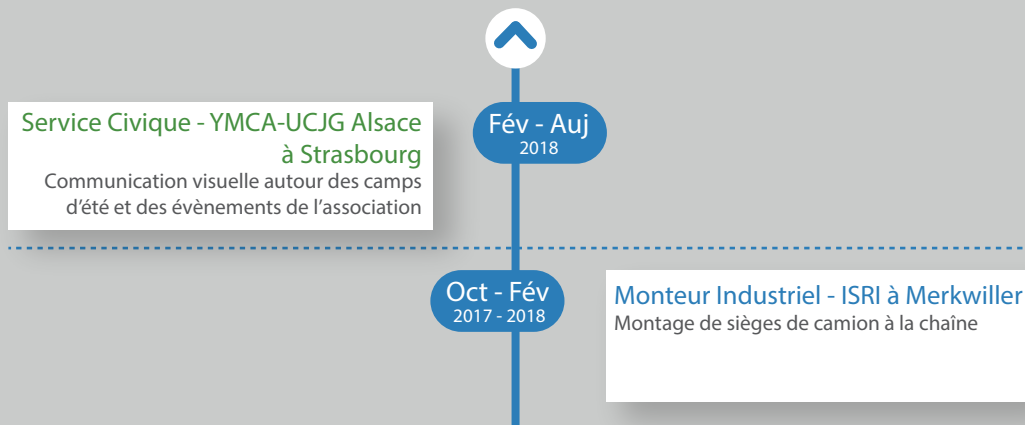 Service Civique - YMCA-UCJG Alsace
à Strasbourg
Communication visuelle autour des camps
d'été et des évènements de l'association
Fév - Auj
2018
Oct - Fév
2017 - 2018
Monteur Industriel - ISRI à Merkwiller
Montage de sièges de camion à la chaîne